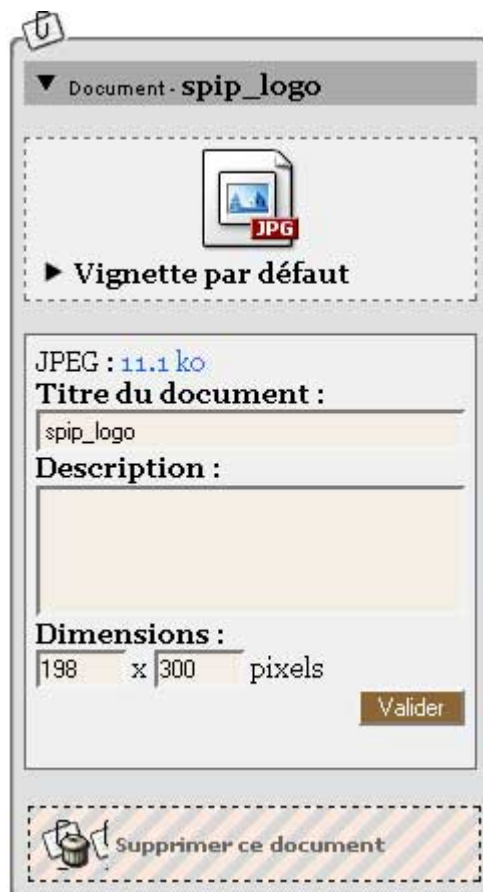 ▼ Document - spip_logo
JPG
► Vignette par défaut
JPEG : 11.1 ko
Titre du document :
spip_logo
Description :
Dimensions :
198 x 300 pixels
Valider
Supprimer ce document